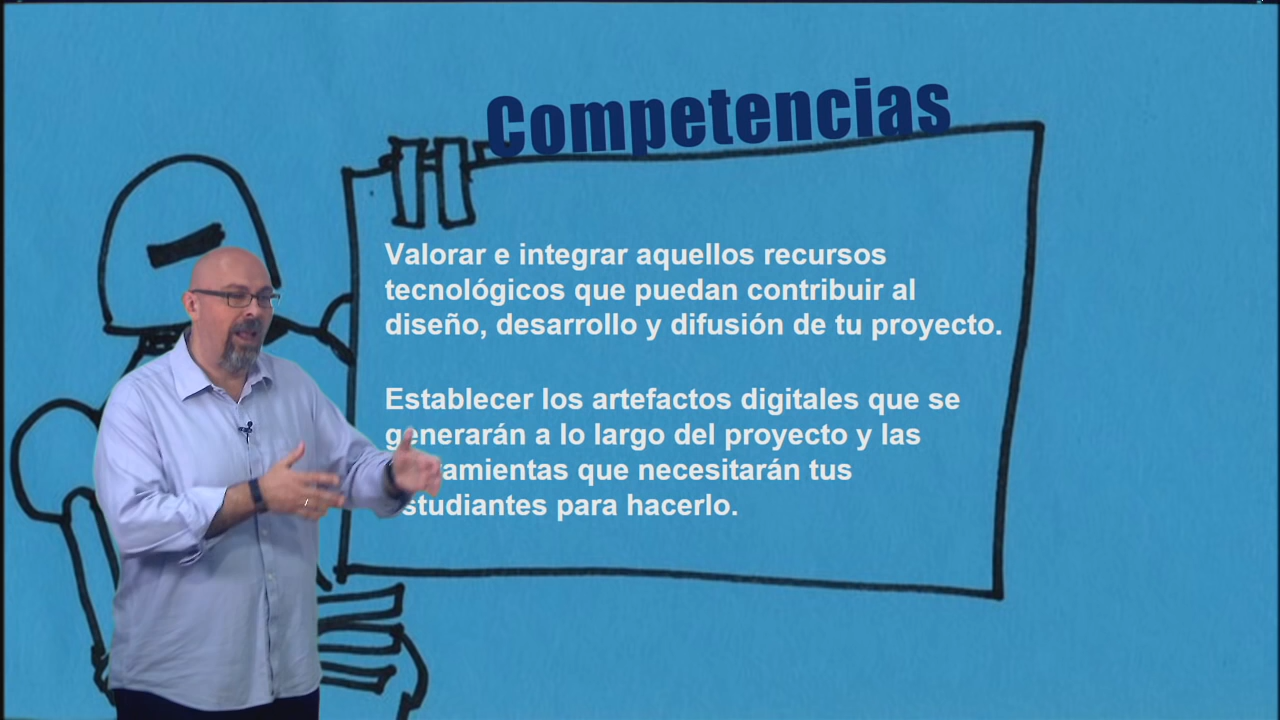 Competencias
Valorar e integrar aquellos recursos
tecnológicos que puedan contribuir al
diseño, desarrollo y difusión de tu proyecto.
Establecer los artefactos digitales que se
generarán a lo largo del proyecto y las
que necesitarán tus
para hacerlo.